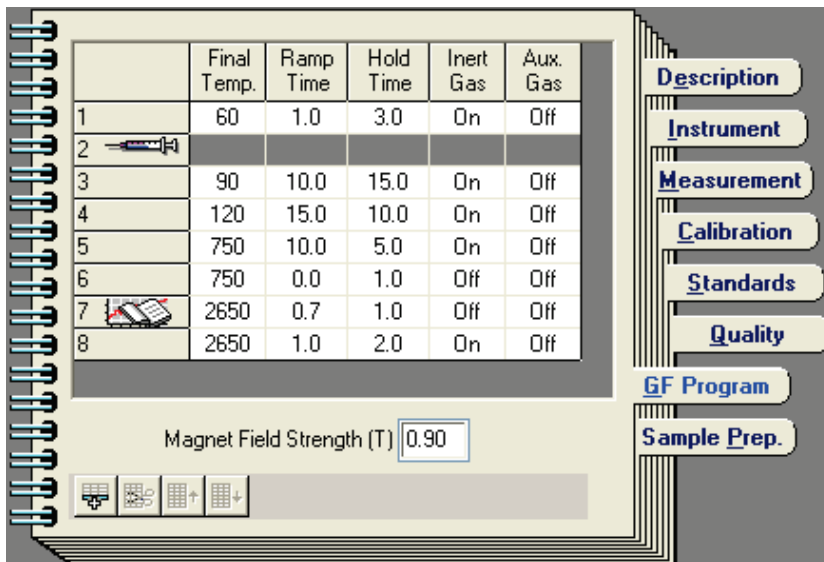 Final Temp. Ramp Time Hold Time Inert Gas Aux. Gas
1 60 1.0 3.0 On Off
2
3 90 10.0 15.0 On Off
4 120 15.0 10.0 On Off
5 750 10.0 5.0 On Off
6 750 0.0 1.0 Off Off
7 2650 0.7 1.0 Off Off
8 2650 1.0 2.0 On Off
Magnet Field Strength (T) 0.90
Description
Instrument
Measurement
Calibration
Standards
Quality
GF Program
Sample Prep.